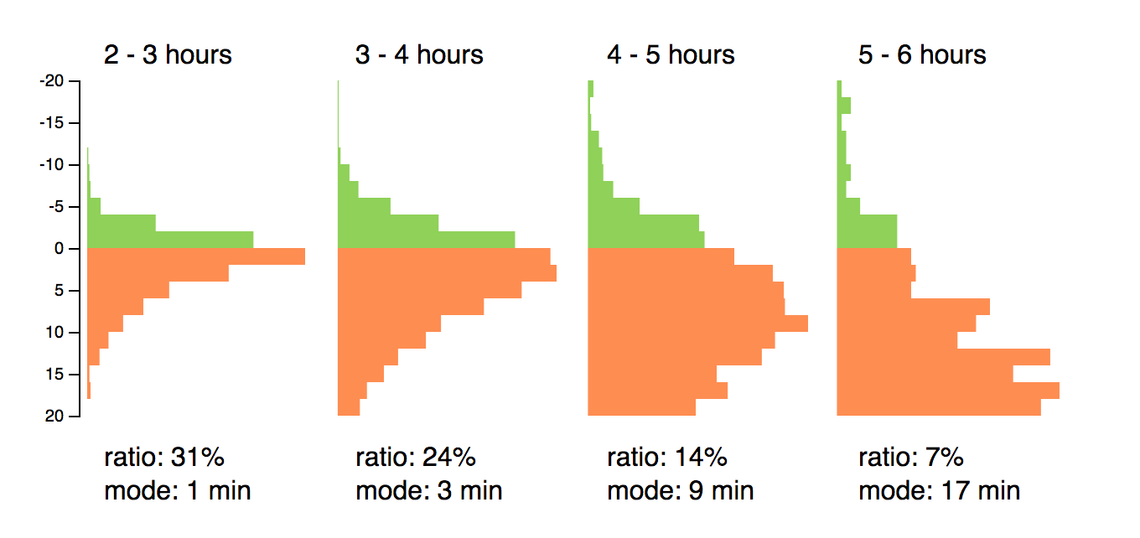 2 - 3 hours
3 - 4 hours
4 - 5 hours
5 - 6 hours
-20
-15
-10
-5
0
5
10
15
20
ratio: 31%
mode: 1 min
ratio: 24%
mode: 3 min
ratio: 14%
mode: 9 min
ratio: 7%
mode: 17 min